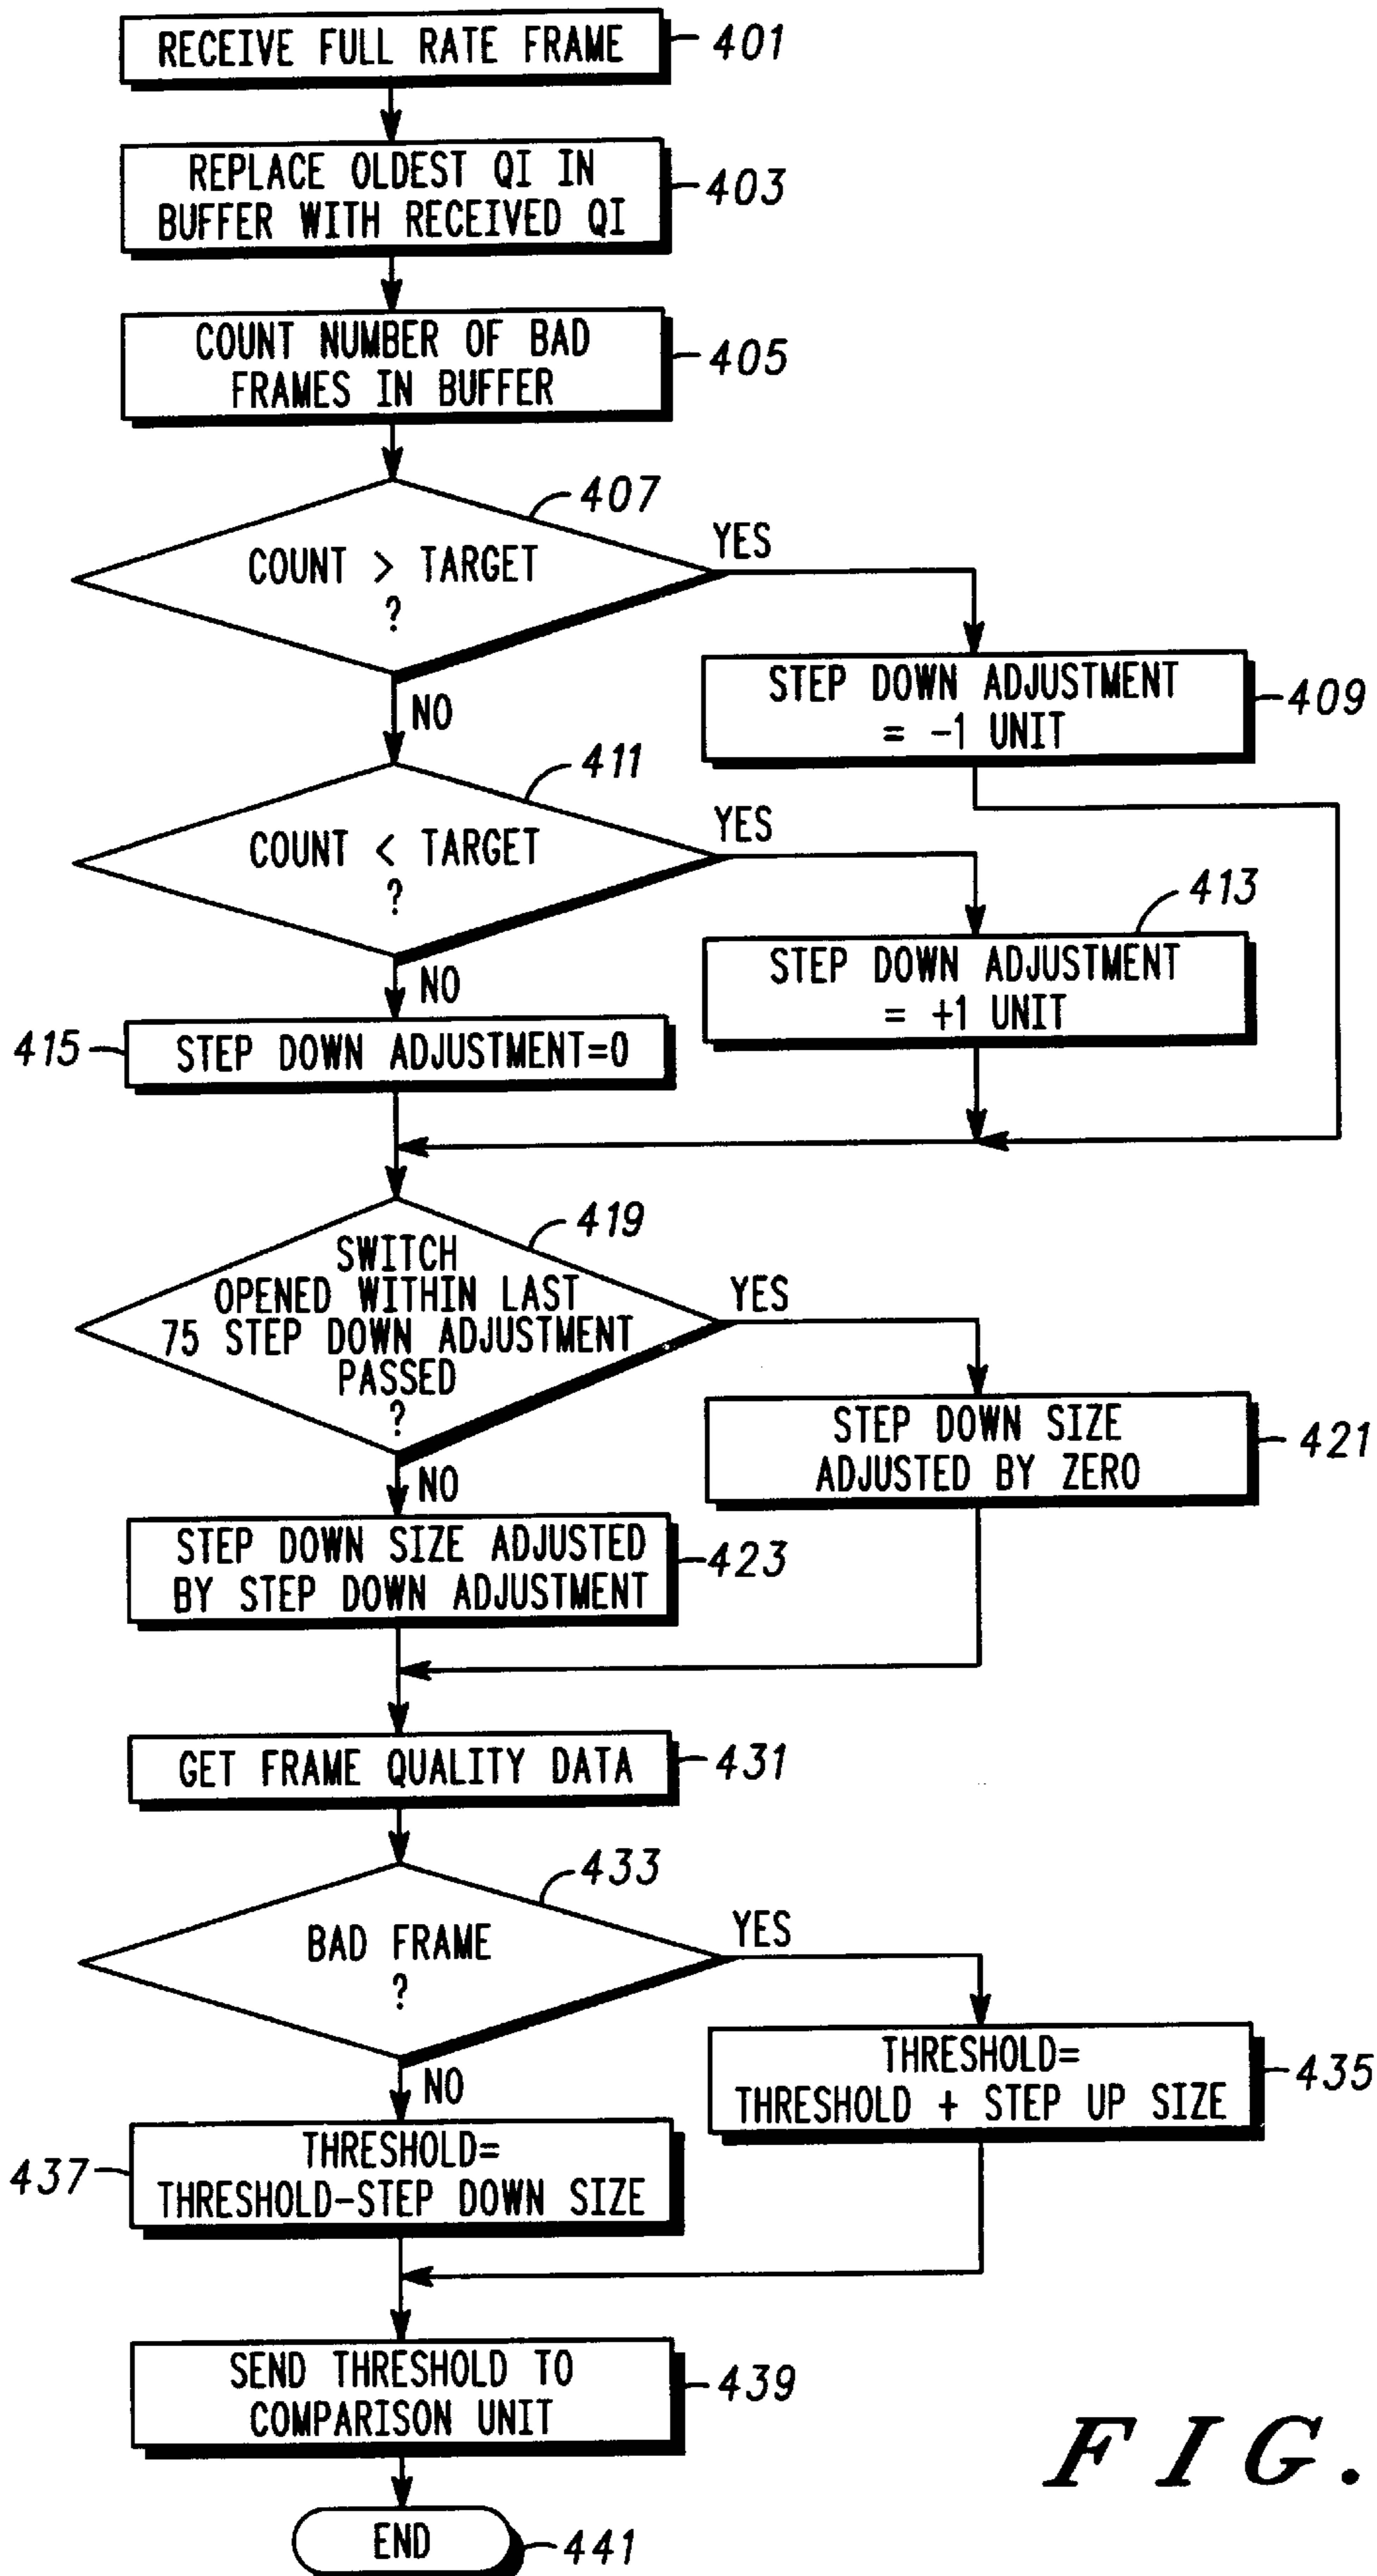 RECEIVE FULL RATE FRAME
401
REPLACE OLDEST QI IN
BUFFER WITH RECEIVED QI
403
COUNT NUMBER OF BAD
FRAMES IN BUFFER
405
407
COUNT > TARGET
?
YES
NO
STEP DOWN ADJUSTMENT
= -1 UNIT
409
411
COUNT < TARGET
?
YES
NO
413
STEP DOWN ADJUSTMENT
= +1 UNIT
415
STEP DOWN ADJUSTMENT=0
419
SWITCH
OPENED WITHIN LAST
75 STEP DOWN ADJUSTMENT
PASSED
?
YES
NO
STEP DOWN SIZE
ADJUSTED BY ZERO
421
STEP DOWN SIZE ADJUSTED
BY STEP DOWN ADJUSTMENT
423
GET FRAME QUALITY DATA
431
433
BAD FRAME
?
YES
NO
THRESHOLD=
THRESHOLD + STEP UP SIZE
435
437
THRESHOLD=
THRESHOLD-STEP DOWN SIZE
SEND THRESHOLD TO
COMPARISON UNIT
439
END
441
FIG.